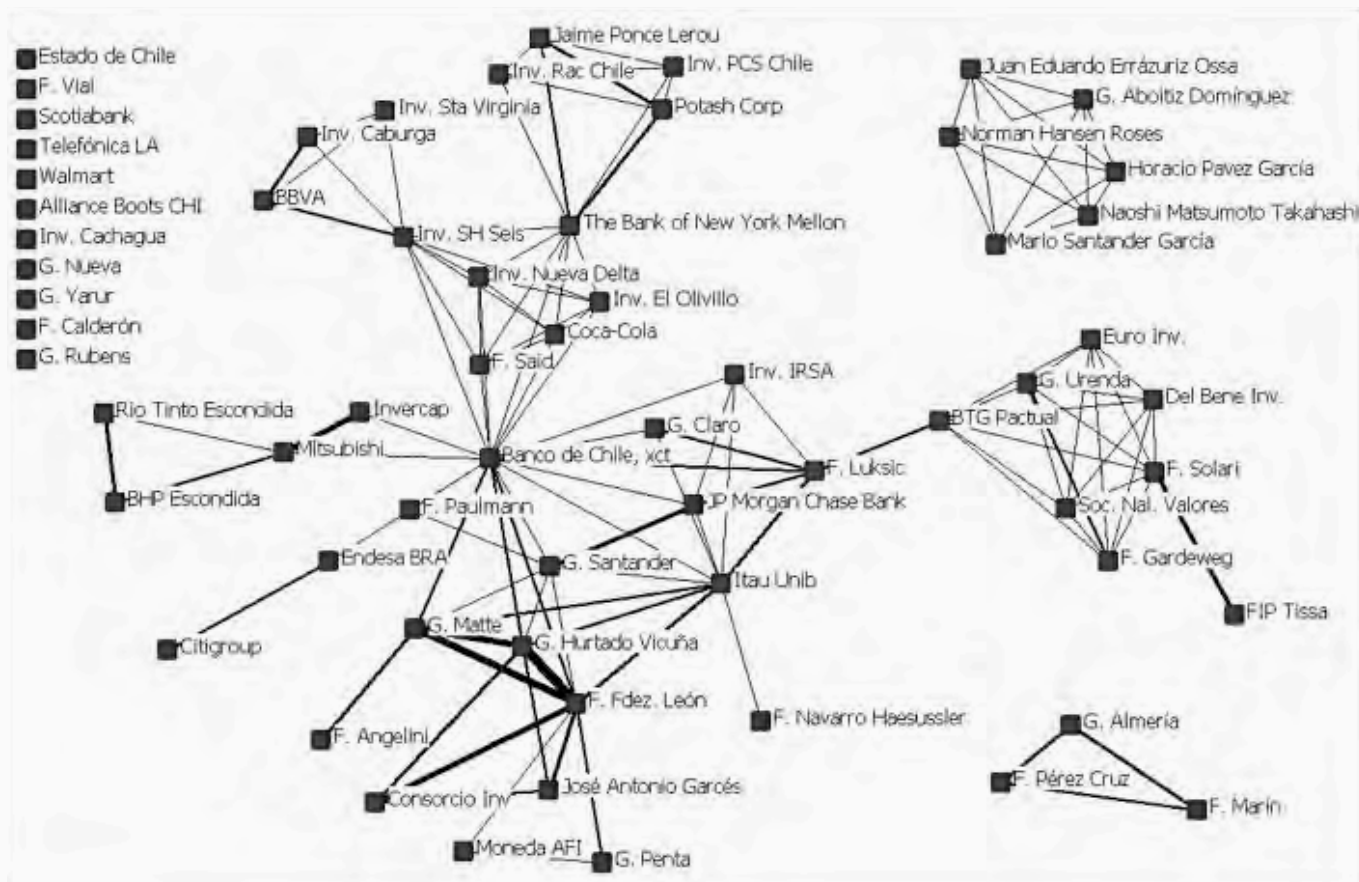 Estado de Chile
F. Vial
Scotiabank
Telefónica LA
Walmart
Alliance Boots CHI
Inv. Cachagua
G. Nueva
G. Yarur
F. Calderón
G. Rubens
Jaime Ponce Lerou
Inv. Rac Chile
Inv. PCS Chile
Potash Corp
Inv. Sta Virginia
Inv. Caburga
BBVA
Inv. SH Seis
The Bank of New York Mellon
Inv. Nueva Delta
Inv. El Olivillo
Coca-Cola
F. Said
Juan Eduardo Errázuriz Ossa
G. Aboitiz Domínguez
Norman Hansen Roses
Horacio Pavez García
Naoshi Matsumoto Takahashi
Mario Santander García
Euro Inv.
G. Urenda
Del Bene Inv.
BTG Pactual
F. Solari
Soc. Nal. Valores
F. Gardeweg
FIP Tissa
Inv. IRSA
G. Claro
F. Luksic
Rio Tinto Escondida
Invercap
Mitsubishi
Banco de Chile, xct
BHP Escondida
F. Paulmann
JP Morgan Chase Bank
Endesa BRA
G. Santander
Itau Unib
Citigroup
G. Matte
G. Hurtado Vicuña
F. Fdez. León
F. Navarro Haesussler
F. Angelini
Consorcio Inv
José Antonio Garcés
Moneda AFI
G. Penta
G. Almería
F. Pérez Cruz
F. Marín